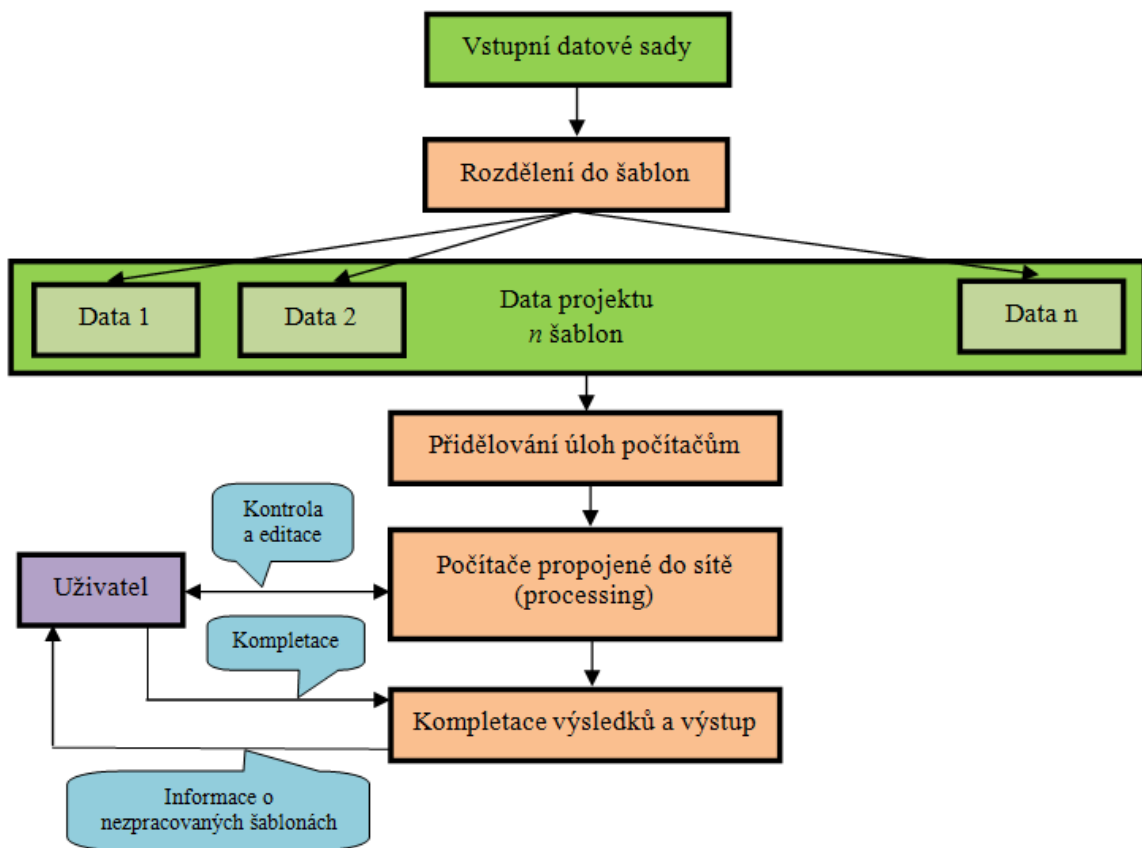 Vstupní datové sady
Rozdělení do šablon
Data 1
Data 2
Data projektu
n šablon
Data n
Přidělování úloh počítačům
Kontrola
a editace
Uživatel
Počítače propojené do sítě
(processing)
Kompletace
Kompletace výsledků a výstup
Informace o
nezpracovaných šablonách